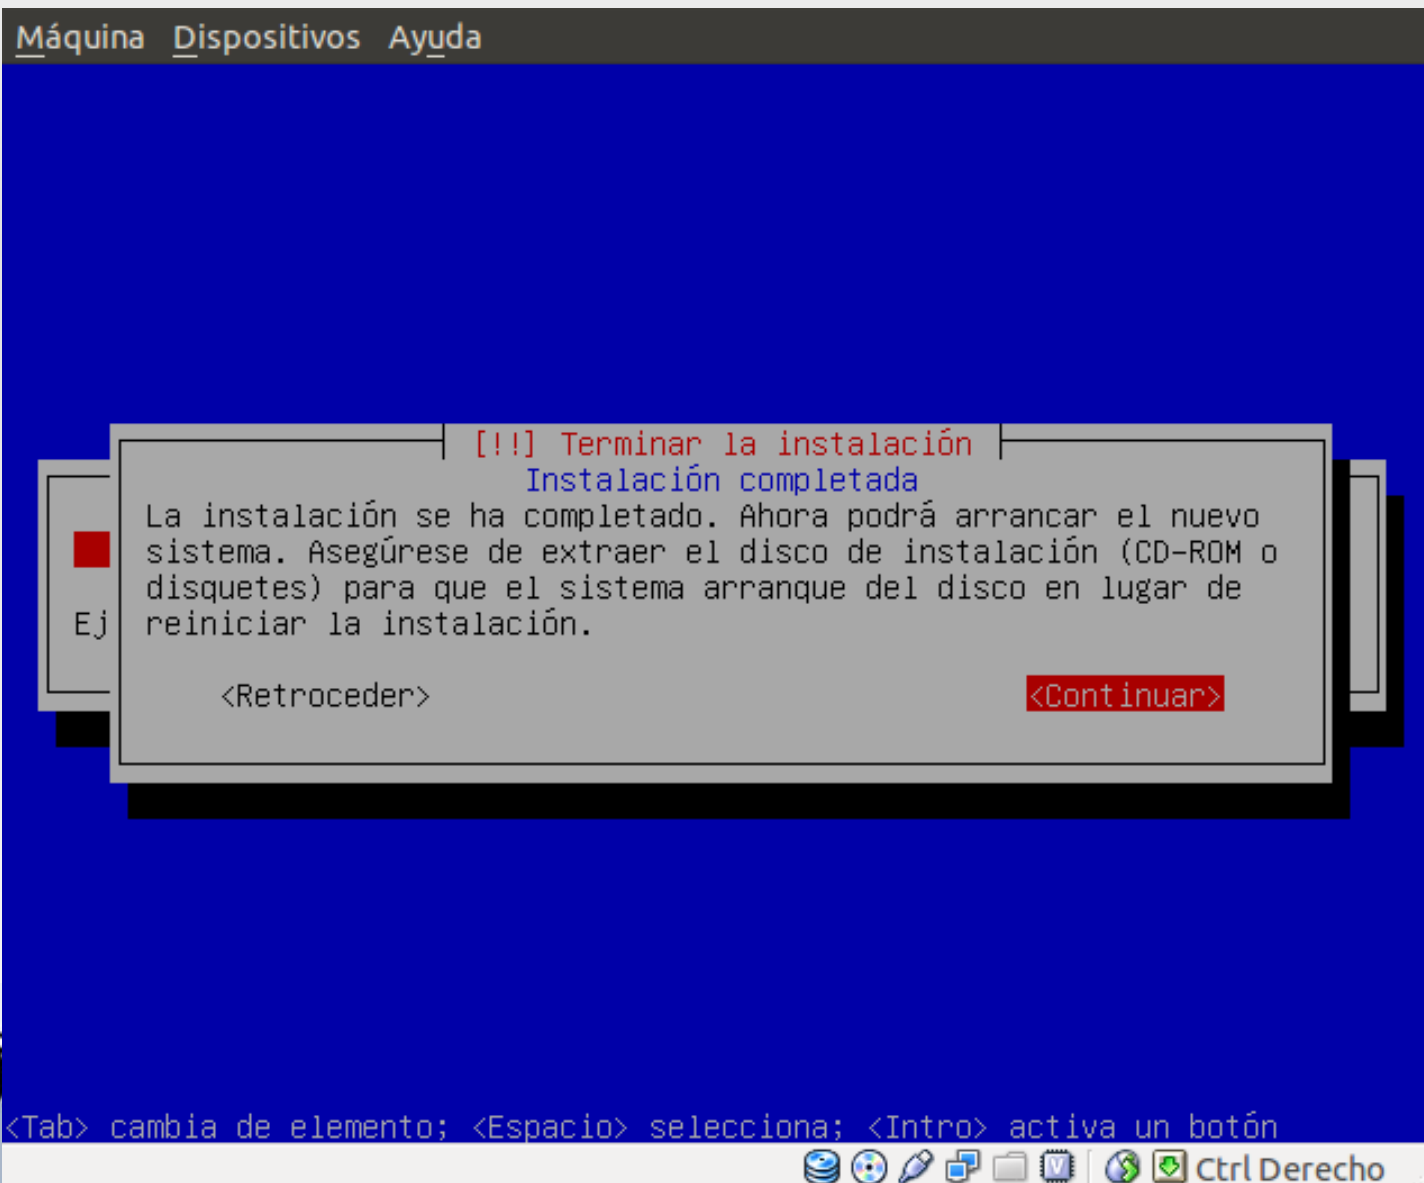 Máquina Dispositivos Ayuda
[!!] Terminar la instalación
Instalación completada
La instalación se ha completado. Ahora podrá arrancar el nuevo
sistema. Asegúrese de extraer el disco de instalación (CD-ROM o
disquetes) para que el sistema arranque del disco en lugar de
Ej
reiniciar la instalación.
<Retroceder> <Continuar>
<Tab> cambia de elemento; <Espacio> selecciona; <Intro> activa un botón
V
Ctrl Derecho